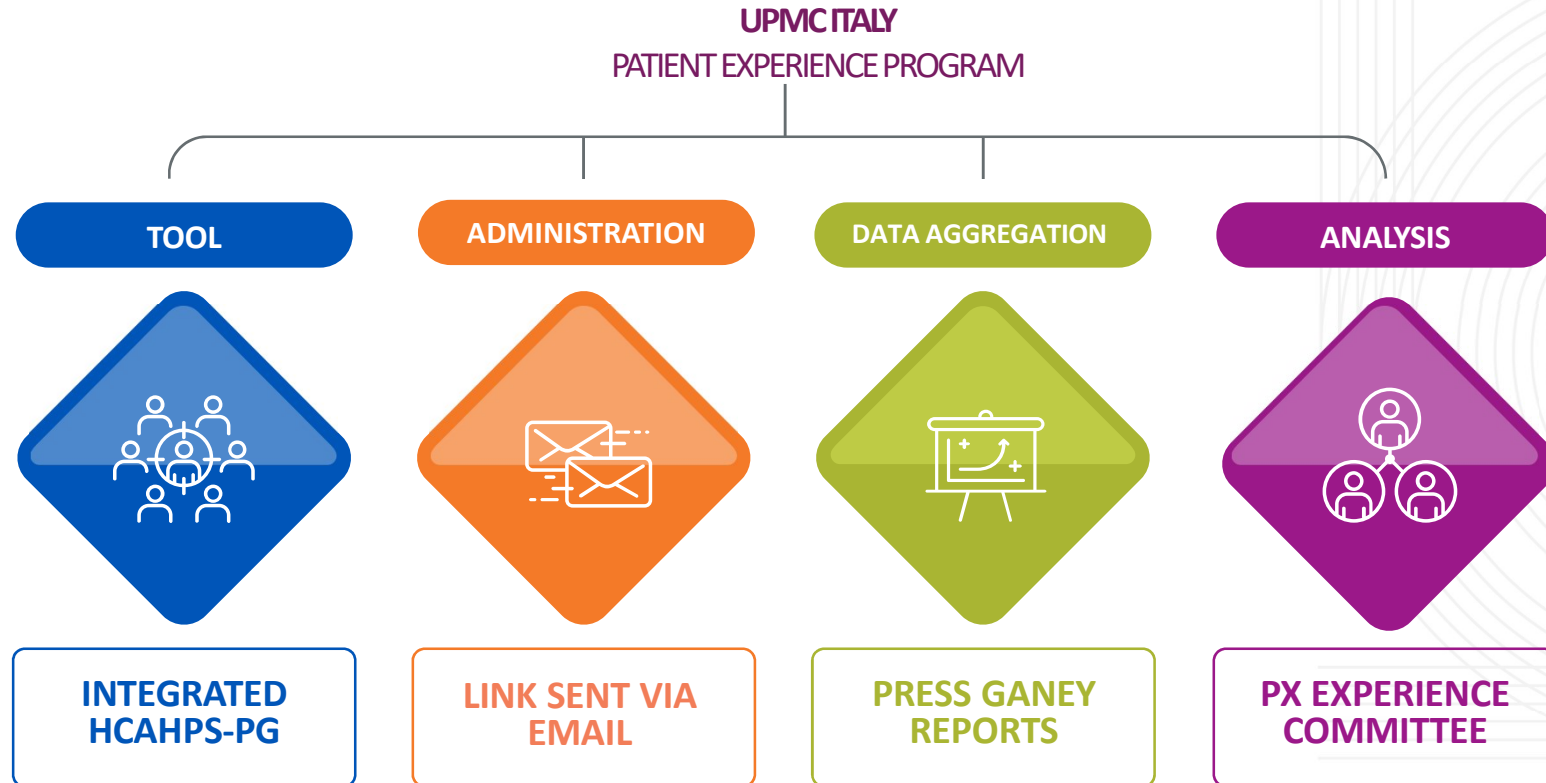 UPMC ITALY
PATIENT EXPERIENCE PROGRAM
TOOL
ADMINISTRATION
DATA AGGREGATION
ANALYSIS
INTEGRATED
HCAHPS-PG
LINK SENT VIA
EMAIL
PRESS GANEY
REPORTS
PX EXPERIENCE
COMMITTEE